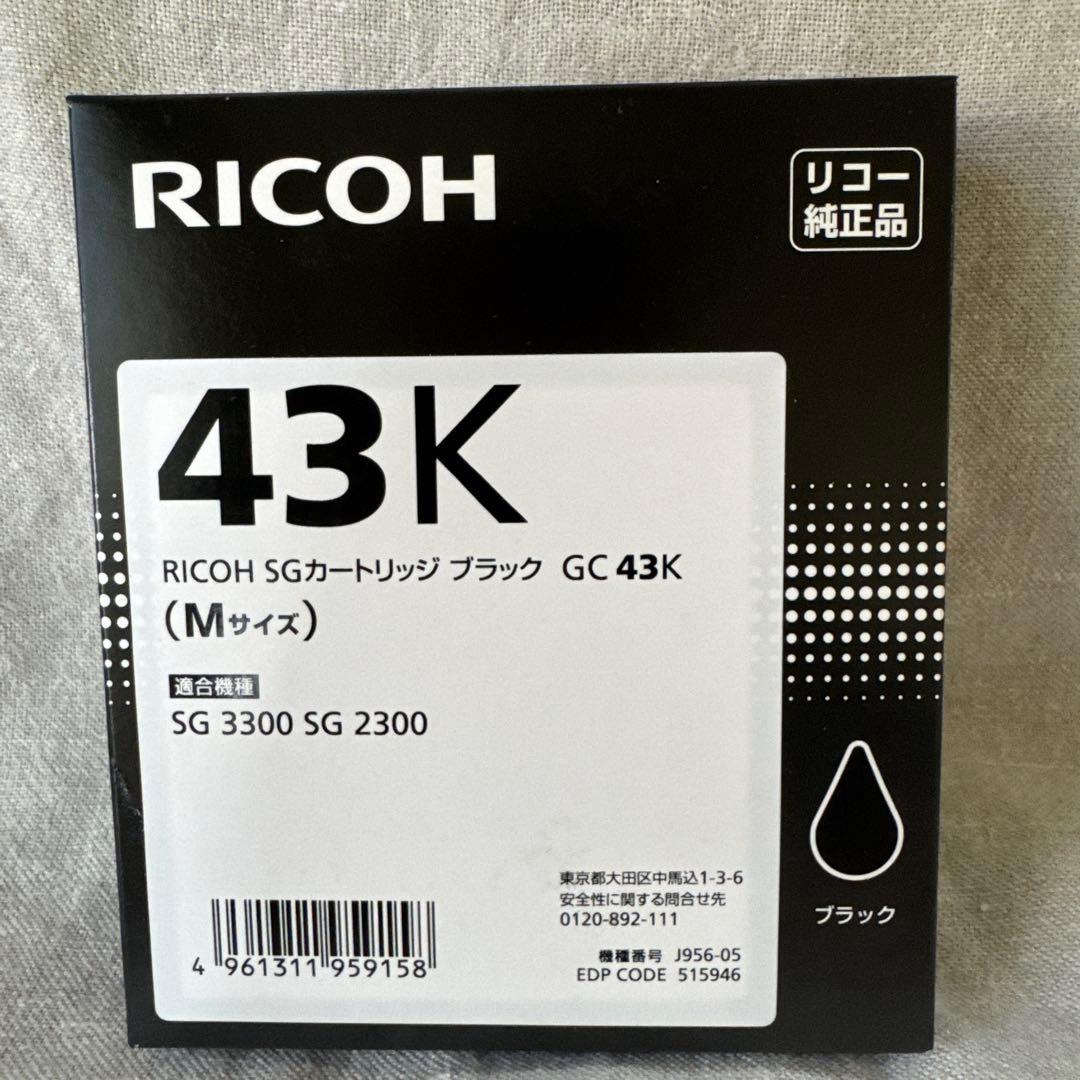 RICOH
リコー
純正品
43K
RICOH SGカートリッジ ブラック GC 43K
(Mサイズ)
適合機種
SG 3300 SG 2300
東京都大田区中馬込1-3-6
安全性に関する問合せ先
0120-892-111
機種番号 J956-05
EDP CODE 515946
4 961311 959158
ブラック